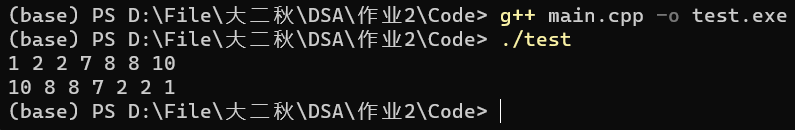 (base) PS D:\File\大二秋\DSA\作业2\Code> g++ main.cpp -o test.exe
(base) PS D:\File\大二秋\DSA\作业2\Code> ./test
1 2 2 7 8 8 10
10 8 8 7 2 2 1
(base) PS D:\File\大二秋\DSA\作业2\Code>